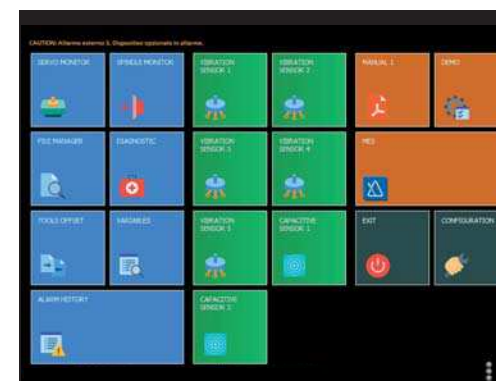 CAUTION: Allarme esterno 3. Dispositivo opzionale in allarme.
SERVO MONITOR
SPINDLE MONITOR
VIBRATION
SENSOR 1
VIBRATION
SENSOR 2
MANUAL 1
DEMO
FILE MANAGER
DIAGNOSTIC
VIBRATION
SENSOR 3
VIBRATION
SENSOR 4
MES
TOOLS OFFSET
VARIABLES
VIBRATION
SENSOR 5
CAPACITIVE
SENSOR 1
EXIT
CONFIGURATION
ALARM HISTORY
CAPACITIVE
SENSOR 2